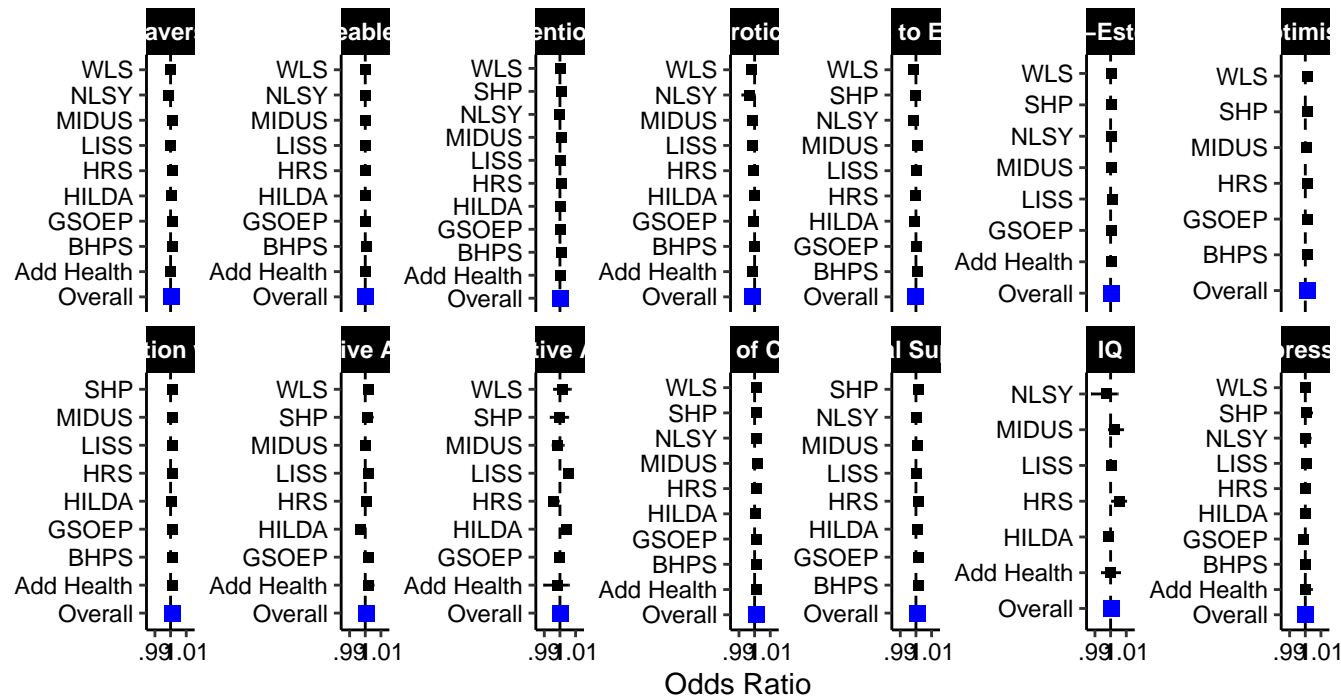 avers
WLS
NLSY
MIDUS
LISS
HRS
HILDA
GSOEP
BHPS
Add Health
Overall
eable
WLS
NLSY
MIDUS
LISS
HRS
HILDA
GSOEP
BHPS
Add Health
Overall
entio
WLS
SHP
NLSY
MIDUS
LISS
HRS
HILDA
GSOEP
BHPS
Add Health
Overall
rotic
WLS
NLSY
MIDUS
LISS
HRS
HILDA
GSOEP
BHPS
Add Health
Overall
to E
WLS
SHP
NLSY
MIDUS
LISS
HRS
HILDA
GSOEP
BHPS
Overall
–Est
WLS
SHP
NLSY
MIDUS
LISS
GSOEP
Add Health
Overall
timis
WLS
SHP
MIDUS
HRS
GSOEP
BHPS
Overall
tion
SHP
MIDUS
LISS
HRS
HILDA
GSOEP
BHPS
Add Health
Overall
.991.01
ive A
WLS
SHP
MIDUS
LISS
HRS
HILDA
GSOEP
Add Health
Overall
.991.01
tive A
WLS
SHP
MIDUS
LISS
HRS
HILDA
GSOEP
Add Health
Overall
.991.01
of C
WLS
SHP
NLSY
MIDUS
HRS
HILDA
GSOEP
BHPS
Add Health
Overall
.991.01
l Sup
SHP
NLSY
MIDUS
LISS
HRS
HILDA
GSOEP
BHPS
Overall
.991.01
IQ
NLSY
MIDUS
LISS
HRS
HILDA
Add Health
Overall
.991.01
press
WLS
SHP
NLSY
LISS
HRS
HILDA
GSOEP
BHPS
Add Health
Overall
.991.01
Odds Ratio